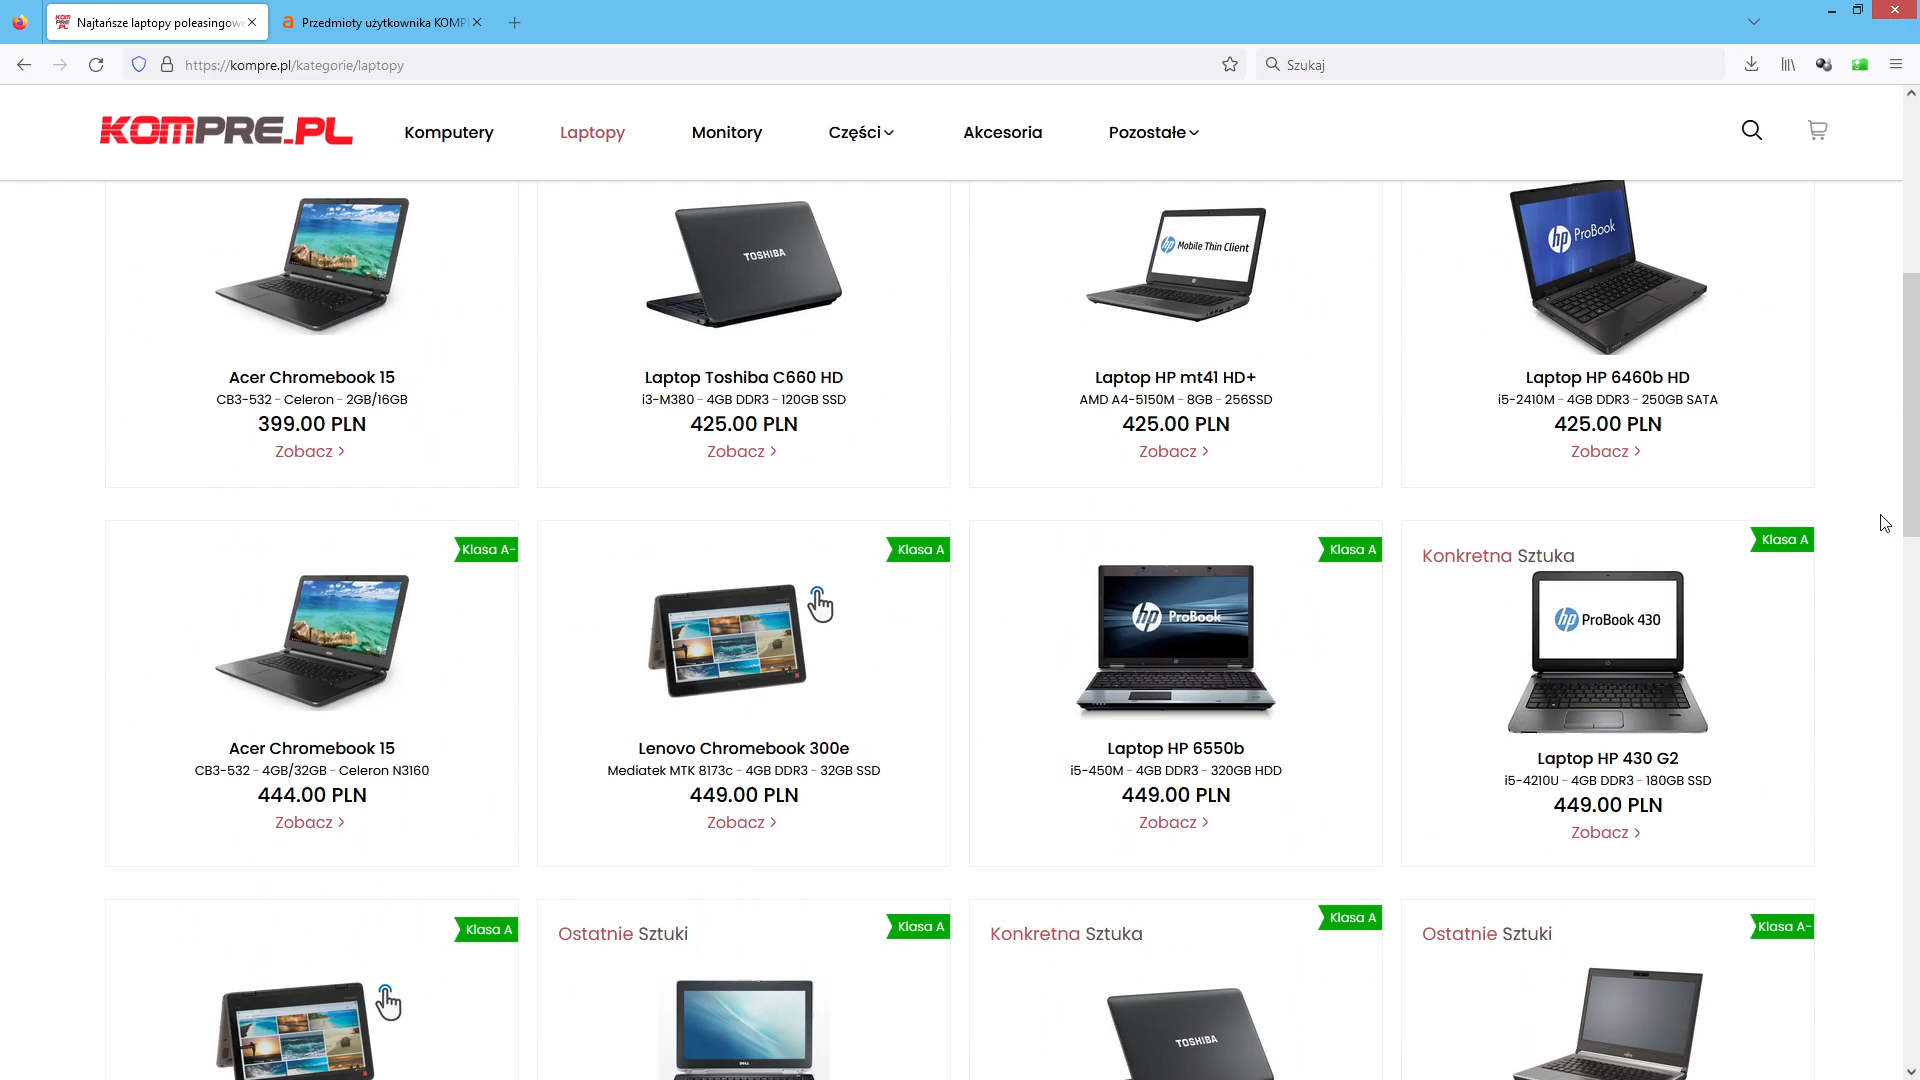 Najtańsze laptopy poleasingowe
Przedmioty użytkownika KOMP
https://kompre.pl/kategorie/laptopy
Szukaj
KOMPRE.PL
Komputery
Laptopy
Monitory
Części
Akcesoria
Pozostałe
TOSHIBA
hp Mobile Thin Client
hp ProBook
Acer Chromebook 15
CB3-532 - Celeron - 2GB/16GB
399.00 PLN
Zobacz >
Laptop Toshiba C660 HD
i3-M380 - 4GB DDR3 - 120GB SSD
425.00 PLN
Zobacz >
Laptop HP mt41 HD+
AMD A4-5150M - 8GB - 256SSD
425.00 PLN
Zobacz >
Laptop HP 6460b HD
i5-2410M - 4GB DDR3 - 250GB SATA
425.00 PLN
Zobacz >
Klasa A-
Acer Chromebook 15
CB3-532 - 4GB/32GB - Celeron N3160
444.00 PLN
Zobacz >
Klasa A
Lenovo Chromebook 300e
Mediatek MTK 8173c - 4GB DDR3 - 32GB SSD
449.00 PLN
Zobacz >
Klasa A
hp ProBook
Laptop HP 6550b
i5-450M - 4GB DDR3 - 320GB HDD
449.00 PLN
Zobacz >
Klasa A
Konkretna Sztuka
hp ProBook 430
Laptop HP 430 G2
i5-4210U - 4GB DDR3 - 180GB SSD
449.00 PLN
Zobacz >
Klasa A
Klasa A
Ostatnie Sztuki
DELL
Klasa A
Konkretna Sztuka
TOSHIBA
Klasa A-
Ostatnie Sztuki